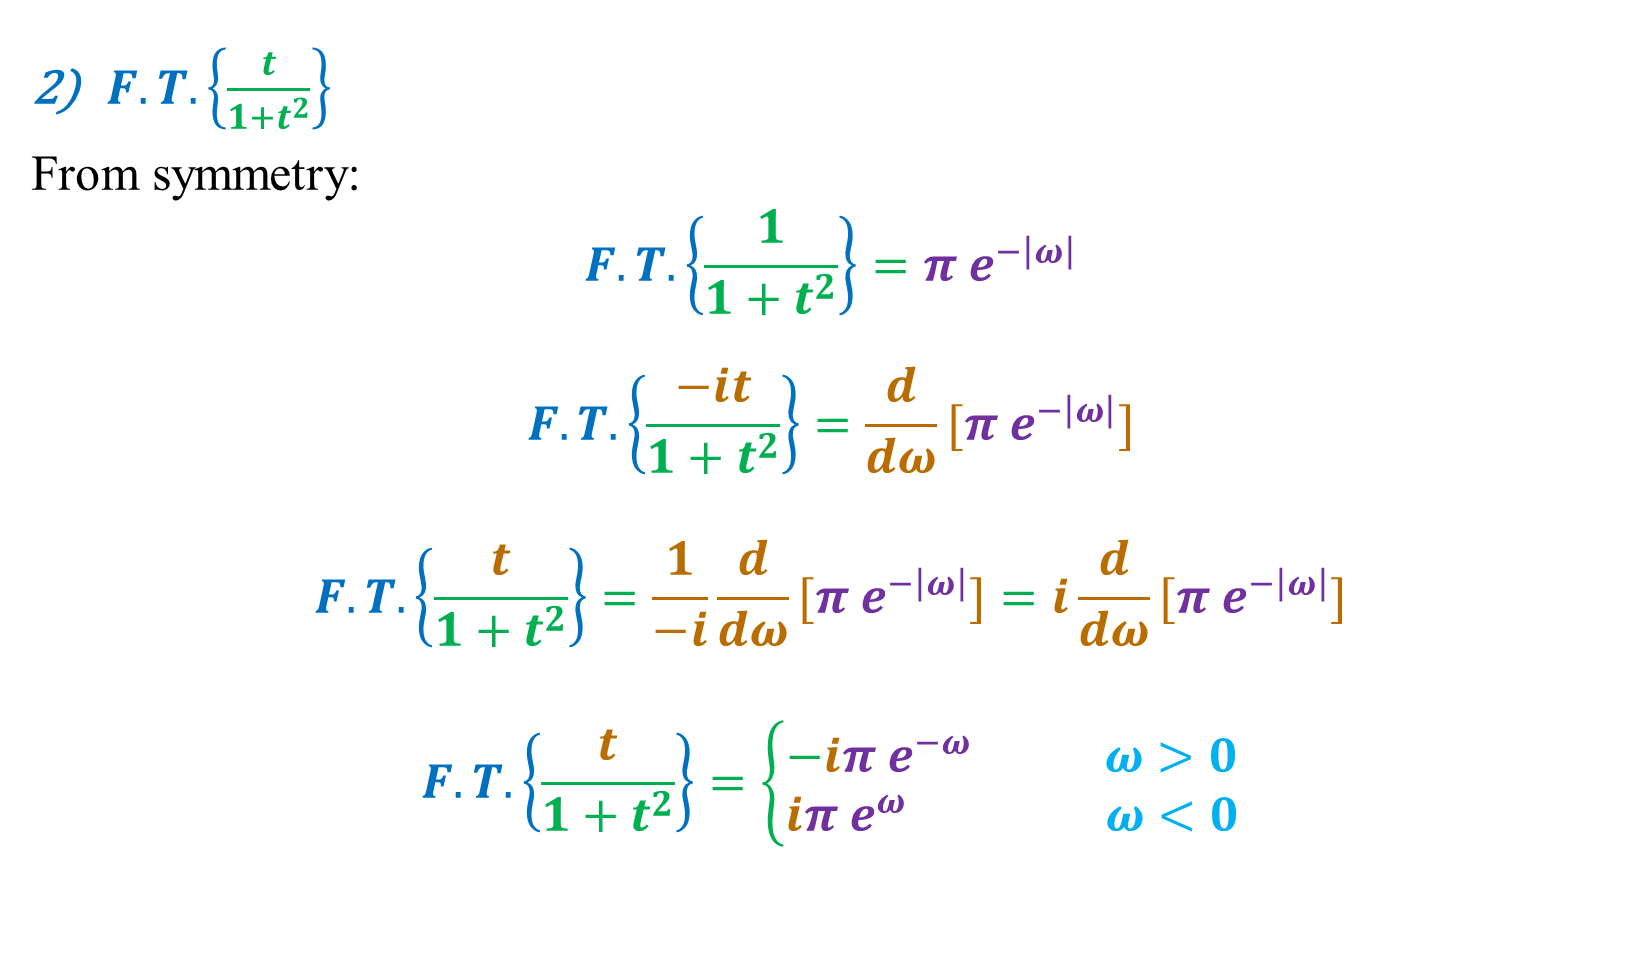 2) F.T.{t/(1+t²)}
From symmetry:
F.T.{1/(1 + t²)} = π e^(−|ω|)
F.T.{−it/(1 + t²)} = d/dω [π e^(−|ω|)]
F.T.{t/(1 + t²)} = 1/(−i) d/dω [π e^(−|ω|)] = i d/dω [π e^(−|ω|)]
F.T.{t/(1 + t²)} = { −iπ e^(−ω) ω > 0
iπ e^ω ω < 0